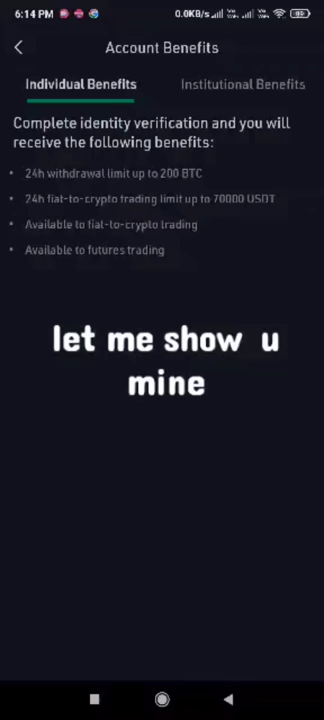 6:14 PM 0.0KB/s
Account Benefits
Individual Benefits Institutional Benefits
Complete identity verification and you will
receive the following benefits:
• 24h withdrawal limit up to 200 BTC
• 24h fiat-to-crypto trading limit up to 70000 USDT
• Available to fiat-to-crypto trading
• Available to futures trading
let me show u
mine